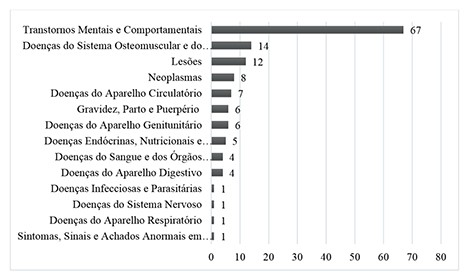 Transtornos Mentais e Comportamentais 67
Doenças do Sistema Osteomuscular e do… 14
Lesões 12
Neoplasmas 8
Doenças do Aparelho Circulatório 7
Gravidez, Parto e Puerpério 6
Doenças do Aparelho Genitunitário 6
Doenças Endócrinas, Nutricionais e… 5
Doenças do Sangue e dos Órgãos… 4
Doenças do Aparelho Digestivo 4
Doenças Infecciosas e Parasitárias 1
Doenças do Sistema Nervoso 1
Doenças do Aparelho Respiratório 1
Sintomas, Sinais e Achados Anormais em… 1
0 10 20 30 40 50 60 70 80